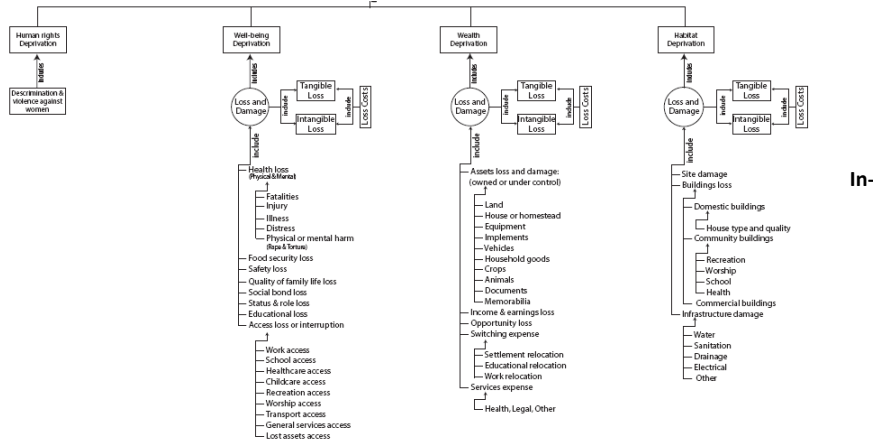 Human rights
Deprivation
includes
Discrimination &
Violence against
women
Well-being
Deprivation
includes
Loss and
Damage
include
Tangible
Loss
Intangible
Loss
include
Loss Costs
include
Health loss
(Physical & Mental)
Fatalities
Injury
Illness
Distress
Physical or mental harm
(Rape & Torture)
Food security loss
Safety loss
Quality of family life loss
Social bond loss
Status & role loss
Educational loss
Access loss or interruption
Work access
School access
Healthcare access
Childcare access
Recreation access
Worship access
Transport access
General services access
Lost assets access
Wealth
Deprivation
includes
Loss and
Damage
include
Tangible
Loss
Intangible
Loss
include
Loss Costs
include
Assets loss and damage:
(owned or under control)
Land
House or homestead
Equipment
Implements
Vehicles
Household goods
Crops
Animals
Documents
Memorabilia
Income & earnings loss
Opportunity loss
Switching expense
Settlement relocation
Educational relocation
Work relocation
Services expense
Health, Legal, Other
Habitat
Deprivation
includes
Loss and
Damage
include
Tangible
Loss
Intangible
Loss
include
Loss Costs
include
Site damage
Buildings loss
Domestic buildings
House type and quality
Community buildings
Recreation
Worship
School
Health
Commercial buildings
Infrastructure damage
Water
Sanitation
Drainage
Electrical
Other
In-